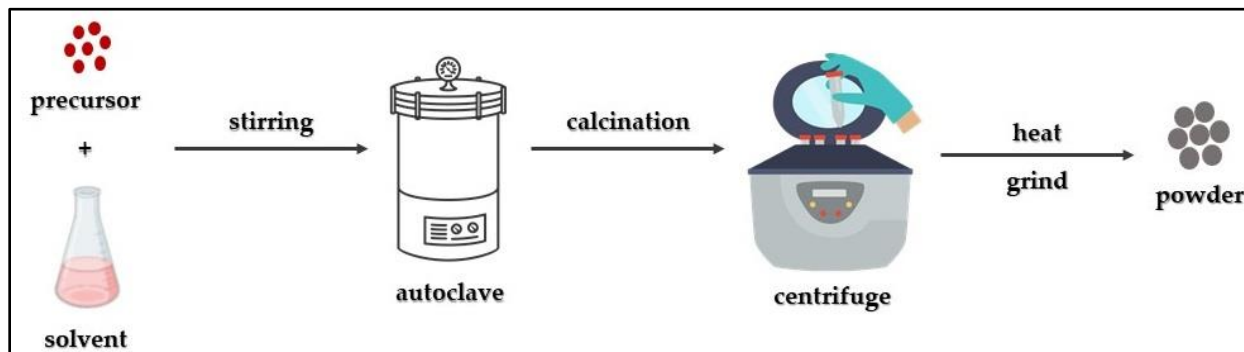 precursor
+
solvent
stirring
autoclave
calcination
centrifuge
heat
grind
powder